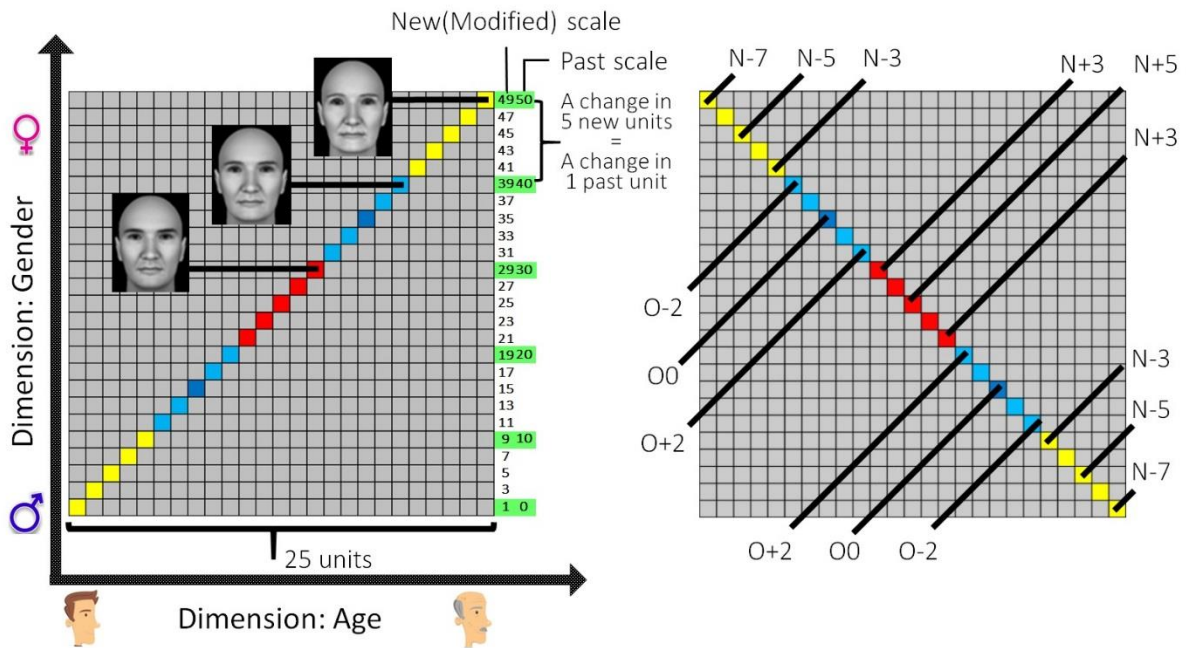 New(Modified) scale
Past scale
Dimension: Gender
4950
47
45
43
41
3940
37
35
33
31
2930
27
25
23
21
1920
17
15
13
11
9 10
7
5
3
1 0
A change in
5 new units
=
A change in
1 past unit
25 units
Dimension: Age
N-7
N-5
N-3
N+3
N+5
N+3
O-2
O0
O+2
N-3
N-5
N-7
O+2
O0
O-2